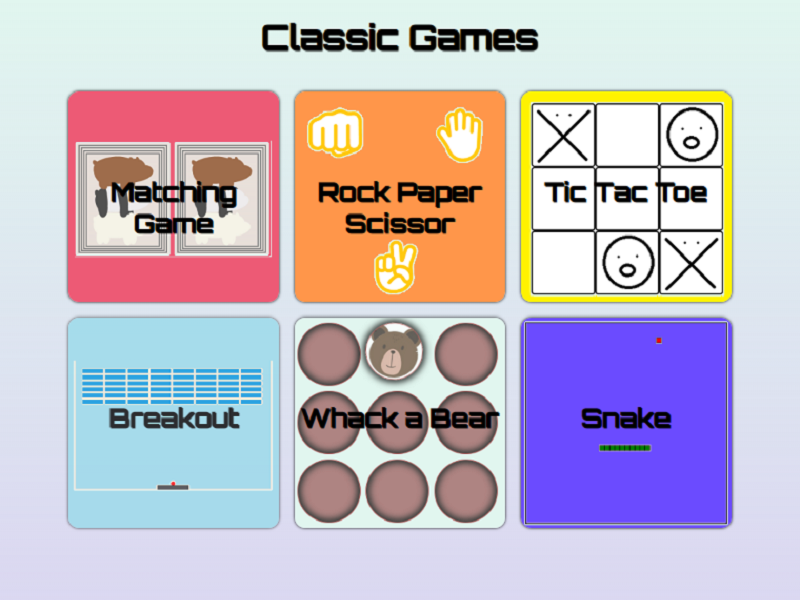 Classic Games
Matching
Game
Rock Paper
Scissor
Tic Tac Toe
Breakout
Whack a Bear
Snake